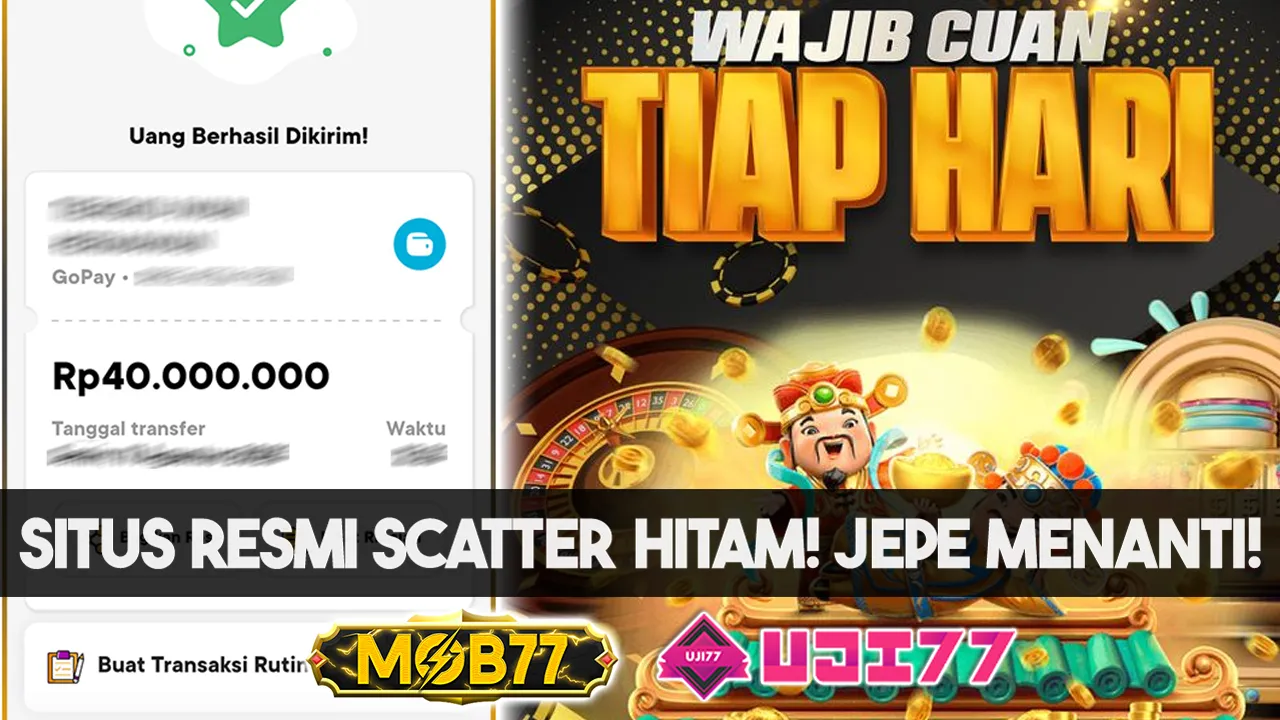 Uang Berhasil Dikirim!
GoPay •
Rp40.000.000
Tanggal transfer
Waktu
WAJIB CUAN
TIAP HARI
SITUS RESMI SCATTER HITAM! JEPE MENANTI!
Buat Transaksi Rutin
MOB77
UJI77
UJI77